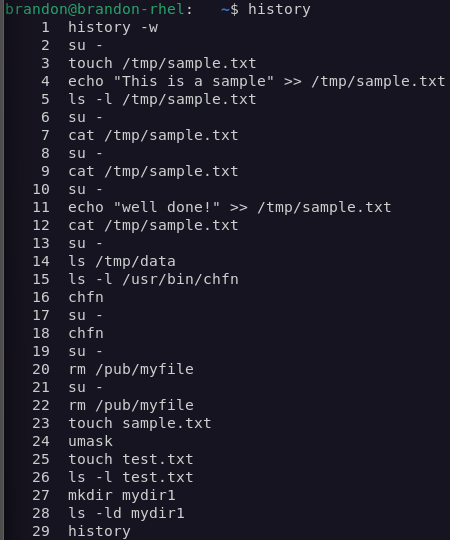 brandon@brandon-rhel:   ~$ history
    1  history -w
    2  su -
    3  touch /tmp/sample.txt
    4  echo "This is a sample" >> /tmp/sample.txt
    5  ls -l /tmp/sample.txt
    6  su -
    7  cat /tmp/sample.txt
    8  su -
    9  cat /tmp/sample.txt
   10  su -
   11  echo "well done!" >> /tmp/sample.txt
   12  cat /tmp/sample.txt
   13  su -
   14  ls /tmp/data
   15  ls -l /usr/bin/chfn
   16  chfn
   17  su -
   18  chfn
   19  su -
   20  rm /pub/myfile
   21  su -
   22  rm /pub/myfile
   23  touch sample.txt
   24  umask
   25  touch test.txt
   26  ls -l test.txt
   27  mkdir mydir1
   28  ls -ld mydir1
   29  history